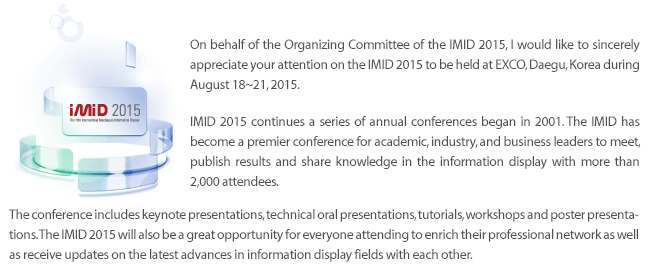 On behalf of the Organizing Committee of the IMID 2015, I would like to sincerely
appreciate your attention on the IMID 2015 to be held at EXCO, Daegu, Korea during
August 18~21, 2015.
iMiD 2015
IMID 2015 continues a series of annual conferences began in 2001. The IMID has
become a premier conference for academic, industry, and business leaders to meet,
publish results and share knowledge in the information display with more than
2,000 attendees.
The conference includes keynote presentations, technical oral presentations, tutorials, workshops and poster presenta-
tions. The IMID 2015 will also be a great opportunity for everyone attending to enrich their professional network as well
as receive updates on the latest advances in information display fields with each other.